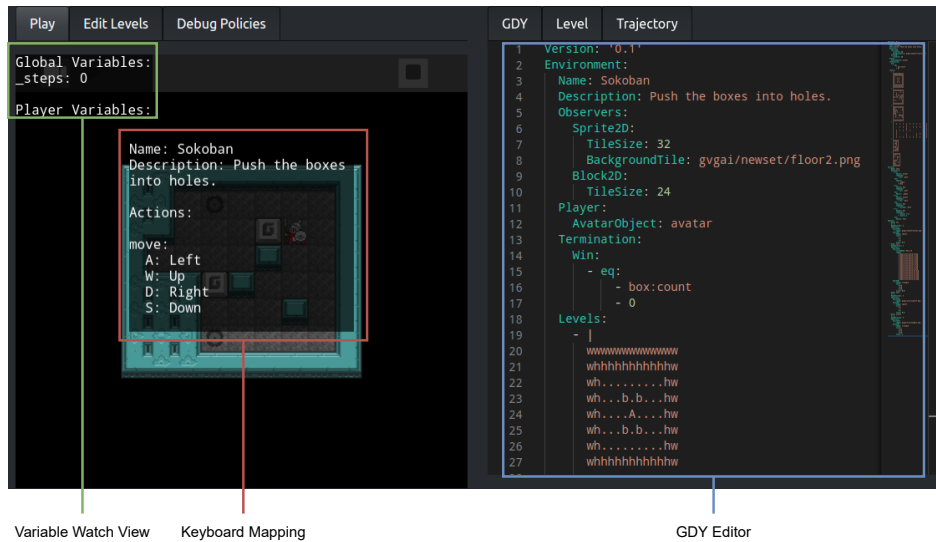 Play Edit Levels Debug Policies
Global Variables:
_steps: 0
Player Variables:
Name: Sokoban
Description: Push the boxes
into holes.
Actions:
move:
A: Left
W: Up
D: Right
S: Down
GDY Level Trajectory
1 Version: '0.1'
2 Environment:
3 Name: Sokoban
4 Description: Push the boxes into holes.
5 Observers:
6 Sprite2D:
7 TileSize: 32
8 BackgroundTile: gvgai/newset/floor2.png
9 Block2D:
10 TileSize: 24
11 Player:
12 AvatarObject: avatar
13 Termination:
14 Win:
15 - eq:
16 - box:count
17 - 0
18 Levels:
19 - |
20 wwwwwwwwwwwww
21 whhhhhhhhhhhw
22 wh.........hw
23 wh...b.b...hw
24 wh....A....hw
25 wh...b.b...hw
26 wh.........hw
27 whhhhhhhhhhhw
Variable Watch View
Keyboard Mapping
GDY Editor